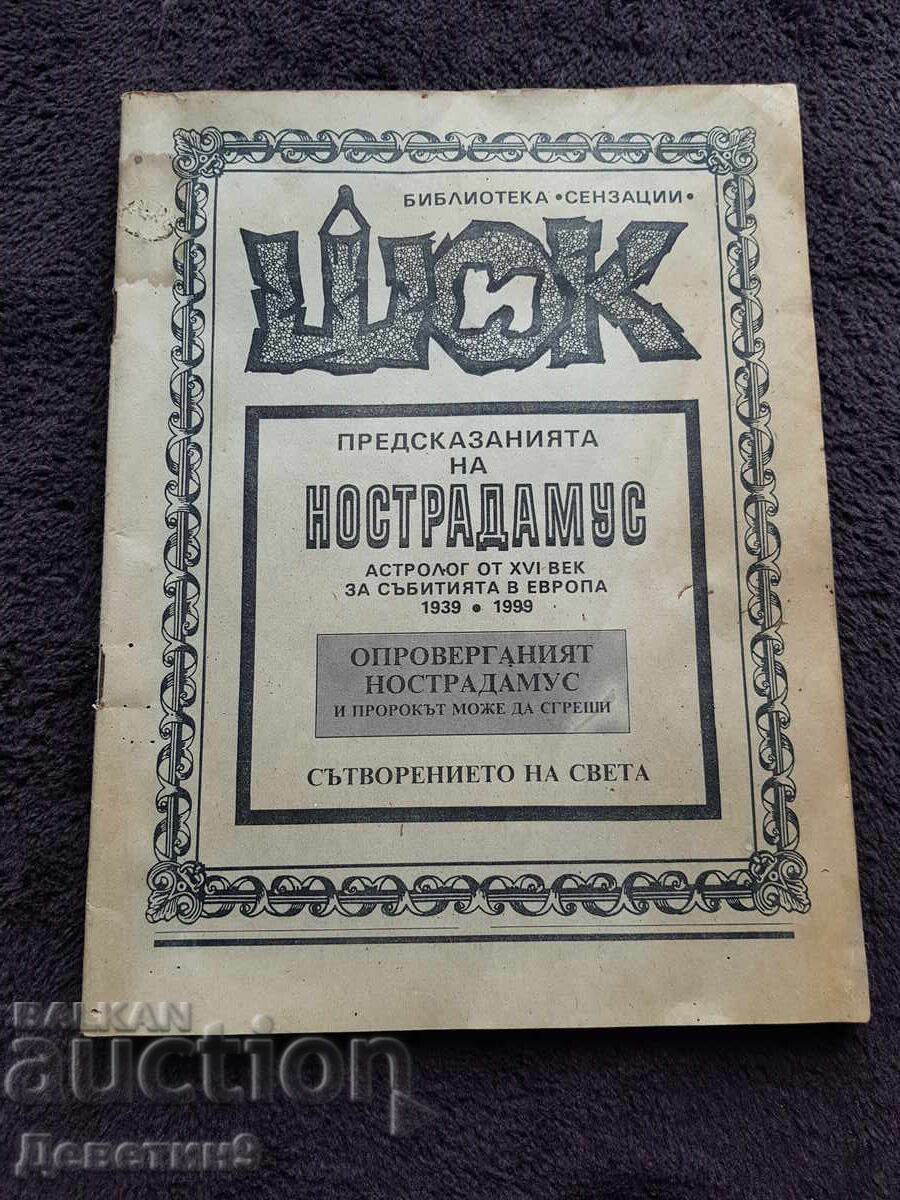 БИБЛИОТЕКА •СЕНЗАЦИИ•
ШОК
ПРЕДСКАЗАНИЯТА
НА
НОСТРАДАМУС
АСТРОЛОГ ОТ XVI ВЕК
ЗА СЪБИТИЯТА В ЕВРОПА
1939 • 1999
ОПРОВЕРГАНИЯТ
НОСТРАДАМУС
И ПРОРОКЪТ МОЖЕ ДА СГРЕШИ
СЪТВОРЕНИЕТО НА СВЕТА
BALKAN
auction
Деветин9